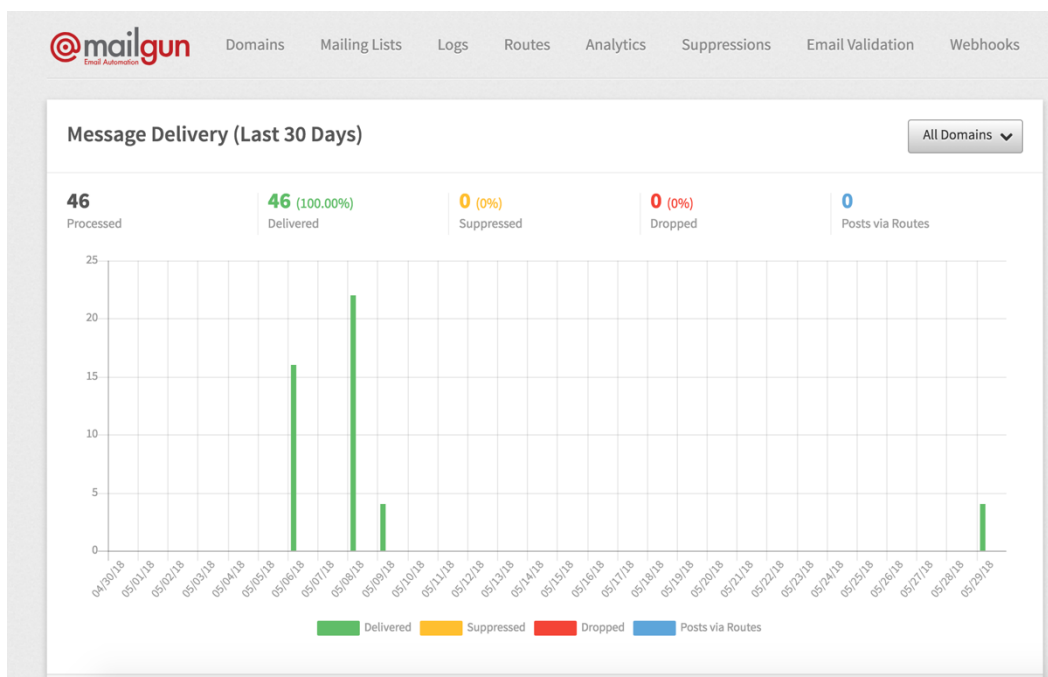 @mailgun
Email Automation
Domains Mailing Lists Logs Routes Analytics Suppressions Email Validation Webhooks
Message Delivery (Last 30 Days)
All Domains
46 46 (100.00%) 0 (0%) 0 (0%) 0
Processed Delivered Suppressed Dropped Posts via Routes
25
20
15
10
5
0
04/30/18 05/01/18 05/02/18 05/03/18 05/04/18 05/05/18 05/06/18 05/07/18 05/08/18 05/09/18 05/10/18 05/11/18 05/12/18 05/13/18 05/14/18 05/15/18 05/16/18 05/17/18 05/18/18 05/19/18 05/20/18 05/21/18 05/22/18 05/23/18 05/24/18 05/25/18 05/26/18 05/27/18 05/28/18 05/29/18
Delivered Suppressed Dropped Posts via Routes